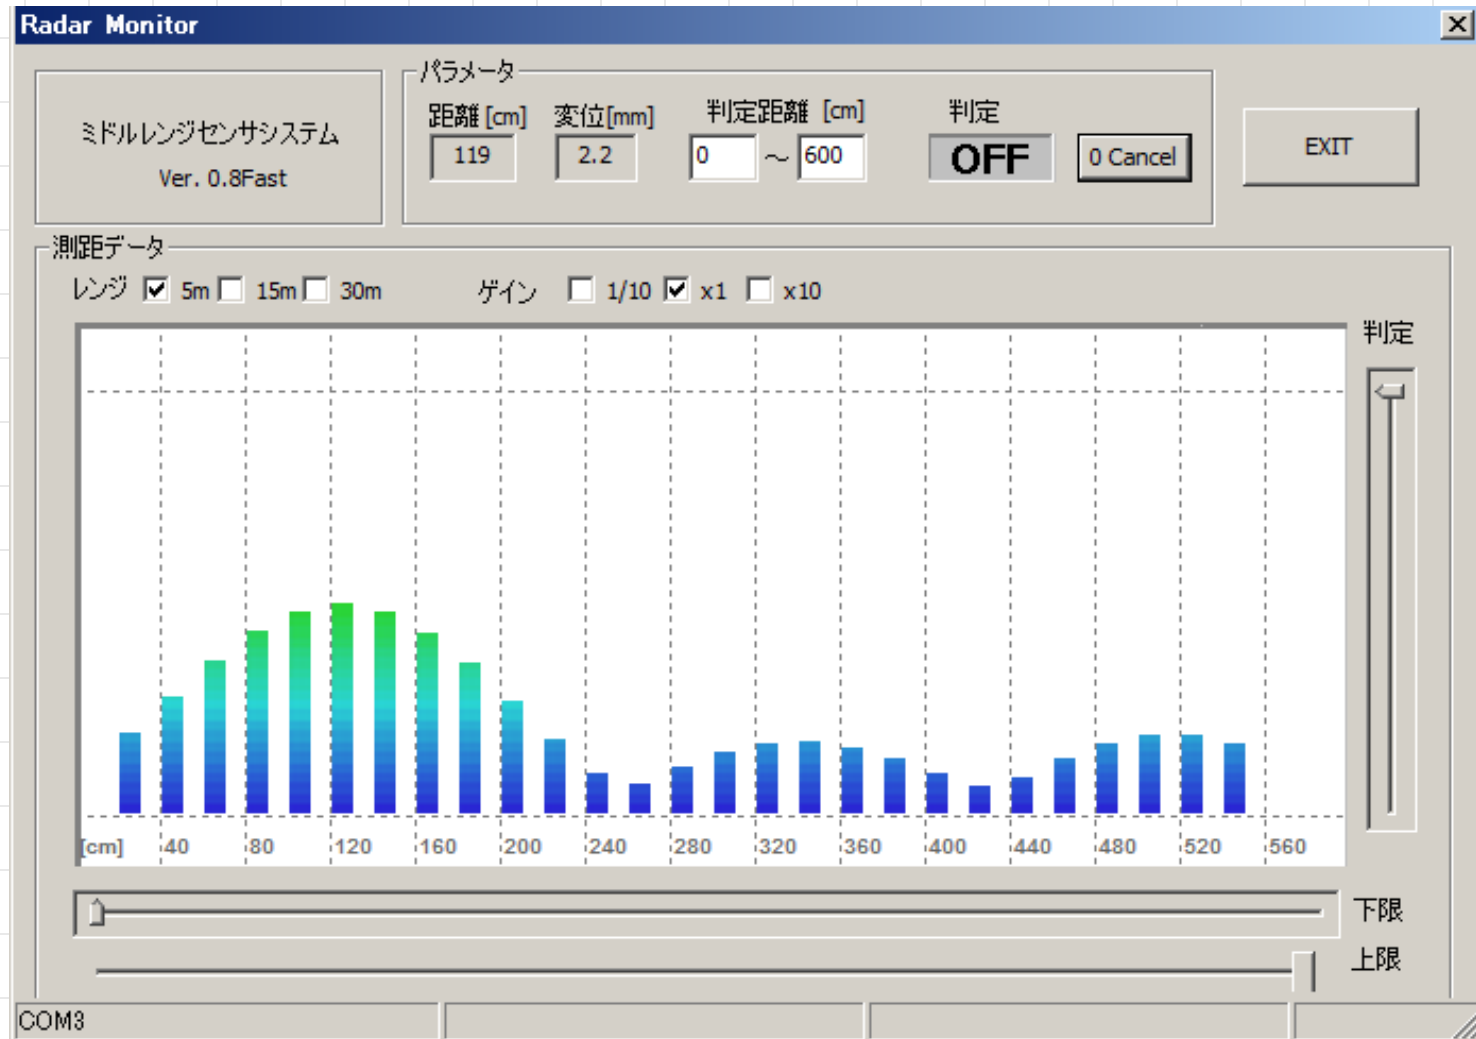 Radar Monitor
ミドルレンジセンサシステム
Ver. 0.8Fast
パラメータ
距離 [cm] 変位[mm] 判定距離 [cm] 判定
119 2.2 0 ～ 600 OFF 0 Cancel
EXIT
測距データ
レンジ 5m 15m 30m ゲイン 1/10 x1 x10
判定
[cm] 40 80 120 160 200 240 280 320 360 400 440 480 520 560
下限
上限
COM3